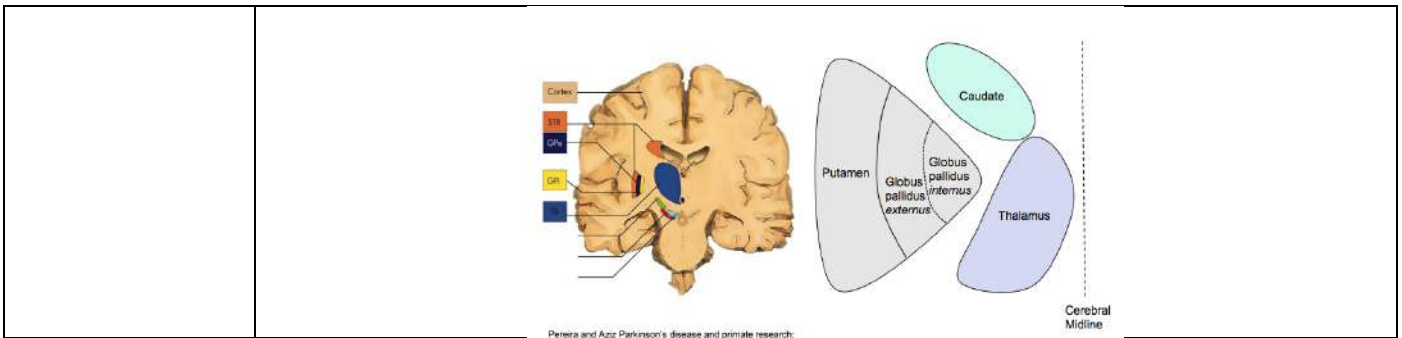 Cortex
STR
GPe
GPi
Caudate
Putamen
Globus
pallidus
externus
Globus
pallidus
internus
Thalamus
Cerebral
Midline
Pereira and Aziz Parkinson's disease and primate research: